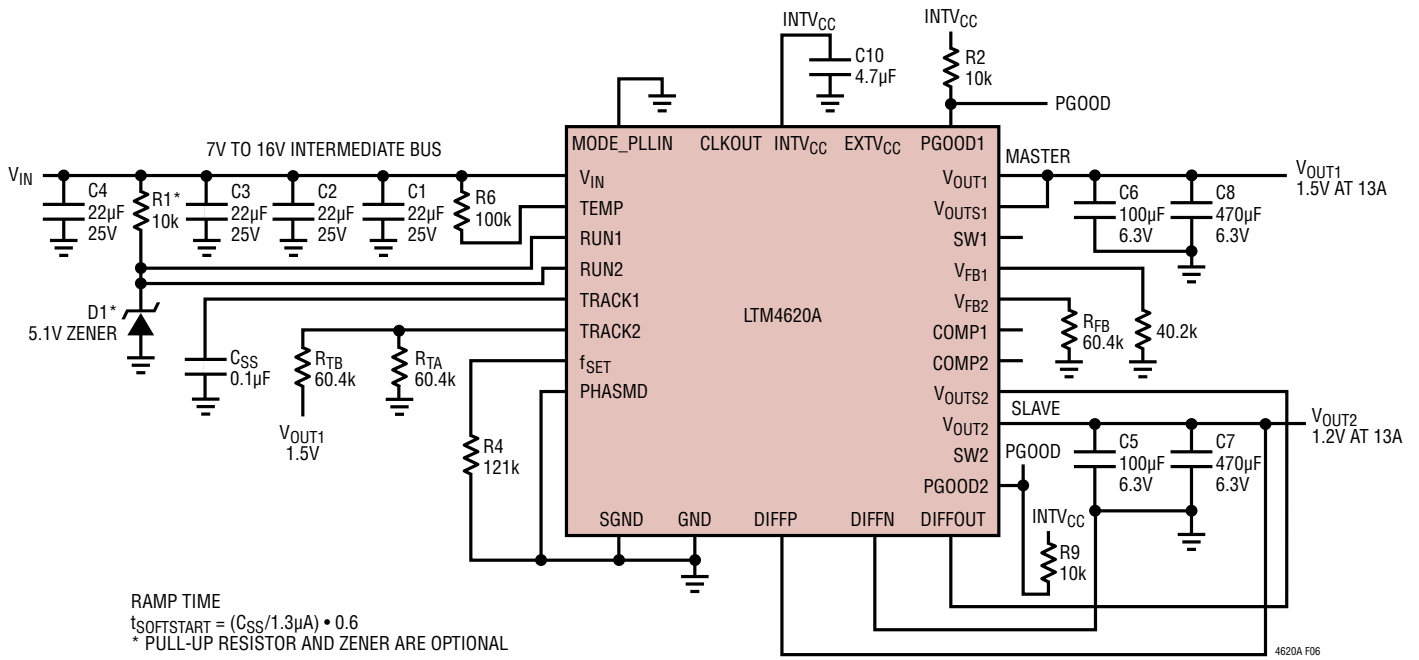 INTVCC
C10
4.7µF
INTVCC
R2
10k
PGOOD
7V TO 16V INTERMEDIATE BUS
VIN
C4
22µF
25V
R1*
10k
C3
22µF
25V
C2
22µF
25V
C1
22µF
25V
R6
100k
D1*
5.1V ZENER
CSS
0.1µF
RTB
60.4k
RTA
60.4k
VOUT1
1.5V
R4
121k
MODE_PLLIN
CLKOUT
INTVCC
EXTVCC
PGOOD1
VIN
TEMP
RUN1
RUN2
TRACK1
TRACK2
fSET
PHASMD
LTM4620A
VOUT1
VOUTS1
SW1
VFB1
VFB2
COMP1
COMP2
VOUTS2
VOUT2
SW2
PGOOD2
SGND
GND
DIFFP
DIFFN
DIFFOUT
MASTER
VOUT1
1.5V AT 13A
C6
100µF
6.3V
C8
470µF
6.3V
RFB
60.4k
40.2k
SLAVE
VOUT2
1.2V AT 13A
PGOOD
C5
100µF
6.3V
C7
470µF
6.3V
INTVCC
R9
10k
RAMP TIME
tSOFTSTART = (CSS/1.3µA) • 0.6
* PULL-UP RESISTOR AND ZENER ARE OPTIONAL
4620A F06